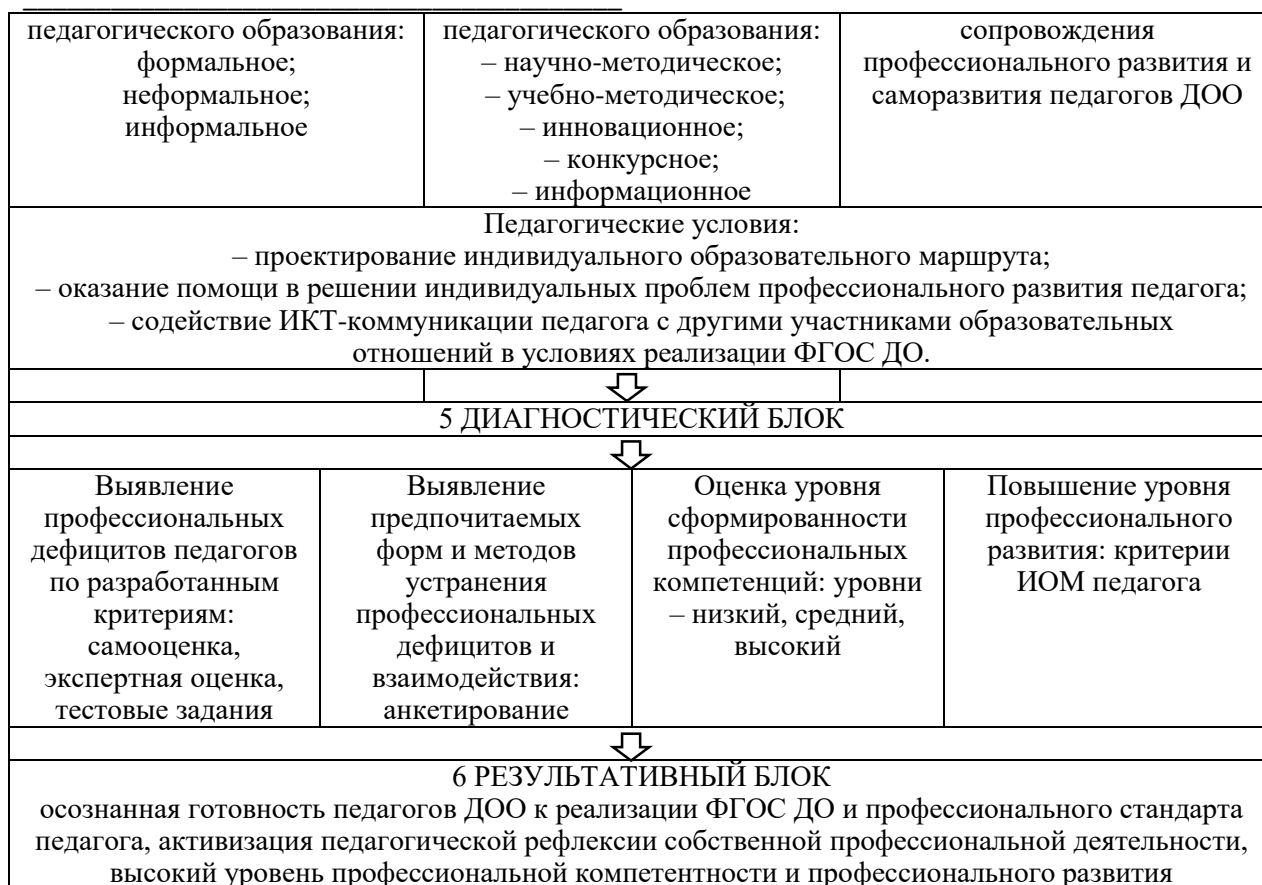 педагогического образования:
формальное;
неформальное;
информальное
педагогического образования:
– научно-методическое;
– учебно-методическое;
– инновационное;
– конкурсное;
– информационное
сопровождения
профессионального развития и
саморазвития педагогов ДОО
Педагогические условия:
– проектирование индивидуального образовательного маршрута;
– оказание помощи в решении индивидуальных проблем профессионального развития педагога;
– содействие ИКТ-коммуникации педагога с другими участниками образовательных
отношений в условиях реализации ФГОС ДО.
5 ДИАГНОСТИЧЕСКИЙ БЛОК
Выявление
профессиональных
дефицитов педагогов
по разработанным
критериям:
самооценка,
экспертная оценка,
тестовые задания
Выявление
предпочитаемых
форм и методов
устранения
профессиональных
дефицитов и
взаимодействия:
анкетирование
Оценка уровня
сформированности
профессиональных
компетенций: уровни
– низкий, средний,
высокий
Повышение уровня
профессионального
развития: критерии
ИОМ педагога
6 РЕЗУЛЬТАТИВНЫЙ БЛОК
осознанная готовность педагогов ДОО к реализации ФГОС ДО и профессионального стандарта
педагога, активизация педагогической рефлексии собственной профессиональной деятельности,
высокий уровень профессиональной компетентности и профессионального развития